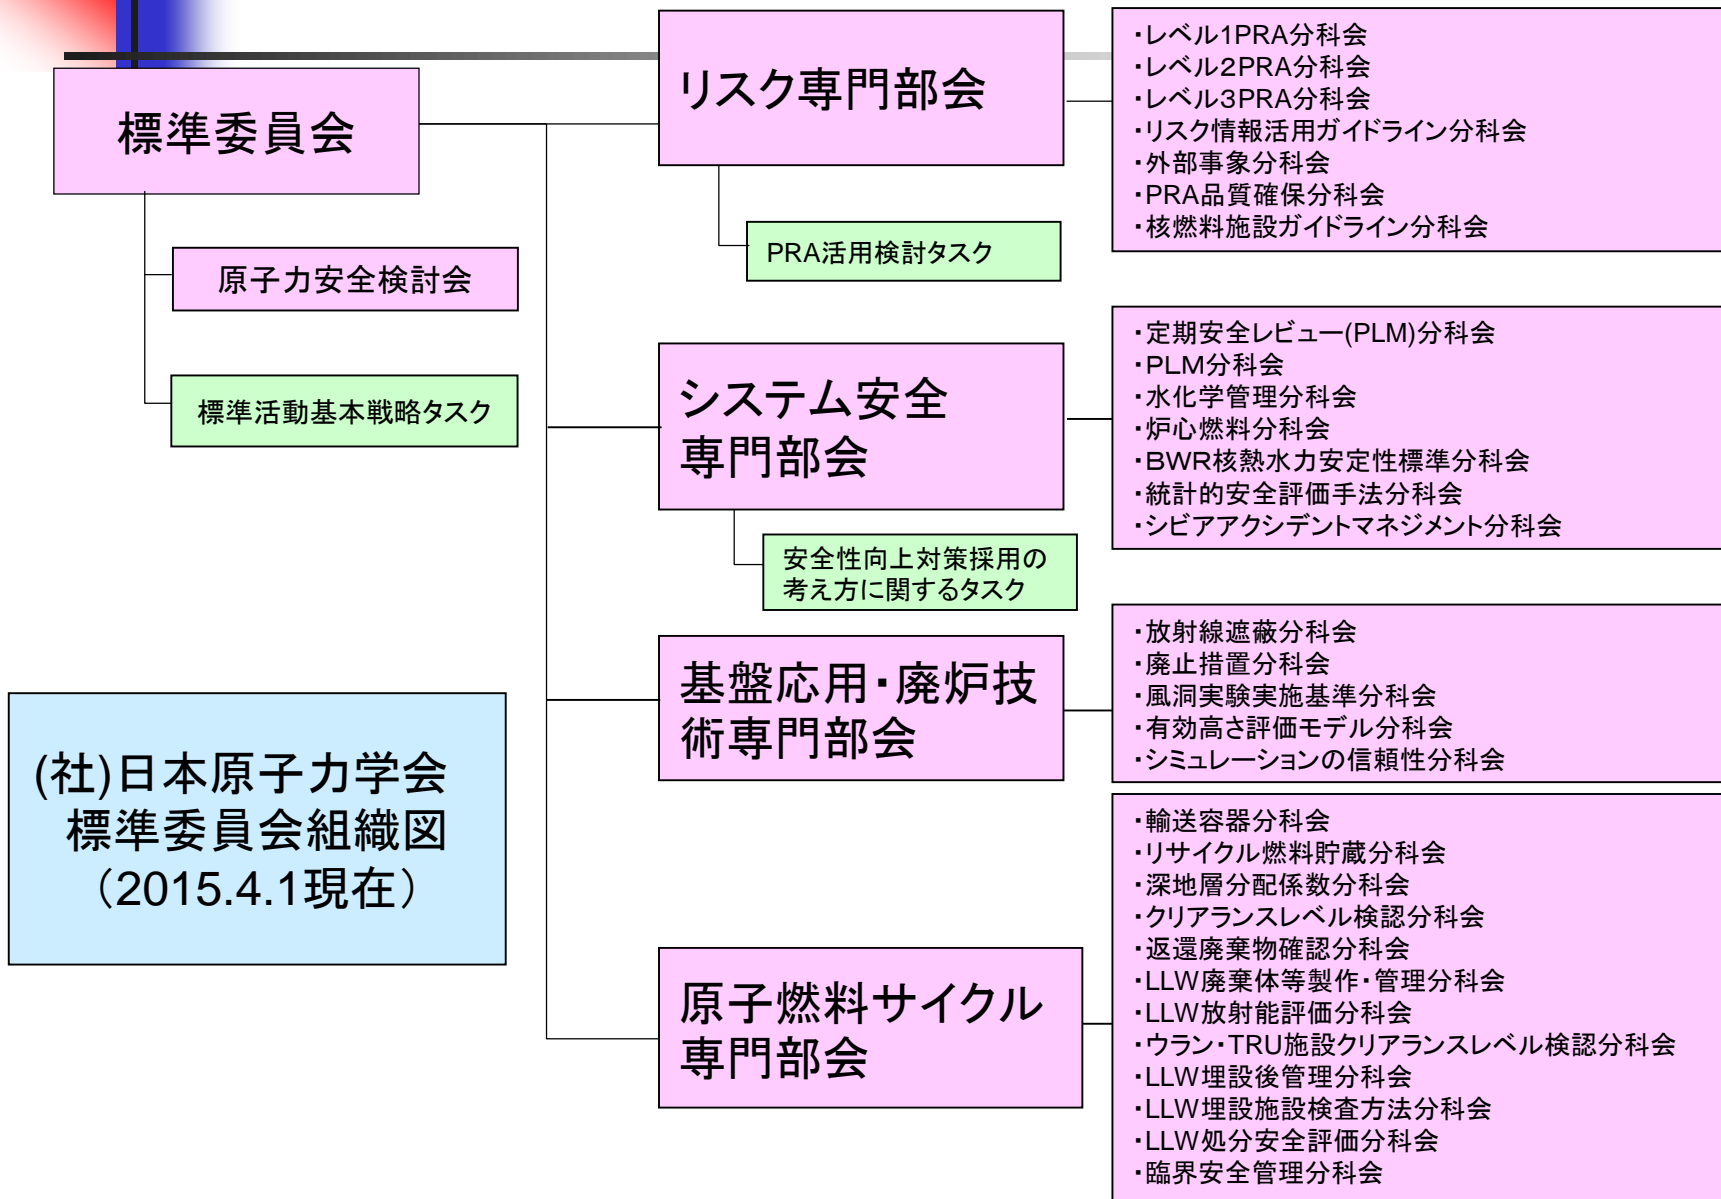 標準委員会
原子力安全検討会
標準活動基本戦略タスク
(社)日本原子力学会
標準委員会組織図
（2015.4.1現在）
リスク専門部会
PRA活用検討タスク
・レベル1PRA分科会
・レベル２PRA分科会
・レベル３PRA分科会
・リスク情報活用ガイドライン分科会
・外部事象分科会
・PRA品質確保分科会
・核燃料施設ガイドライン分科会
システム安全
専門部会
安全性向上対策採用の
考え方に関するタスク
・定期安全レビュー(PLM)分科会
・ＰＬＭ分科会
・水化学管理分科会
・炉心燃料分科会
・ＢＷＲ核熱水力安定性標準分科会
・統計的安全評価手法分科会
・シビアアクシデントマネジメント分科会
基盤応用・廃炉技
術専門部会
・放射線遮蔽分科会
・廃止措置分科会
・風洞実験実施基準分科会
・有効高さ評価モデル分科会
・シミュレーションの信頼性分科会
原子燃料サイクル
専門部会
・輸送容器分科会
・リサイクル燃料貯蔵分科会
・深地層分配係数分科会
・クリアランスレベル検認分科会
・返還廃棄物確認分科会
・LLW廃棄体等製作・管理分科会
・LLW放射能評価分科会
・ウラン・TRU施設クリアランスレベル検認分科会
・LLW埋設後管理分科会
・LLW埋設施設検査方法分科会
・LLW処分安全評価分科会
・臨界安全管理分科会